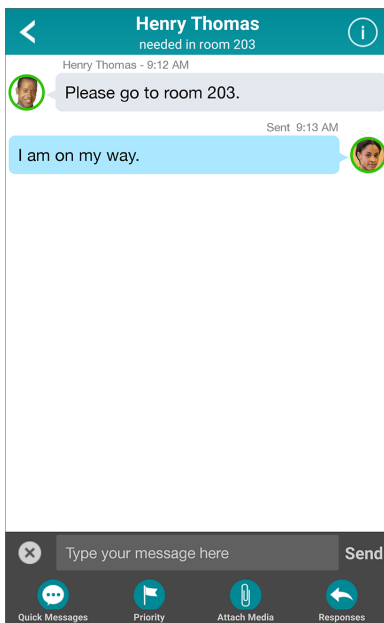 Henry Thomas
needed in room 203
i
Henry Thomas - 9:12 AM
Please go to room 203.
Sent 9:13 AM
I am on my way.
Type your message here
Send
Quick Messages
Priority
Attach Media
Responses